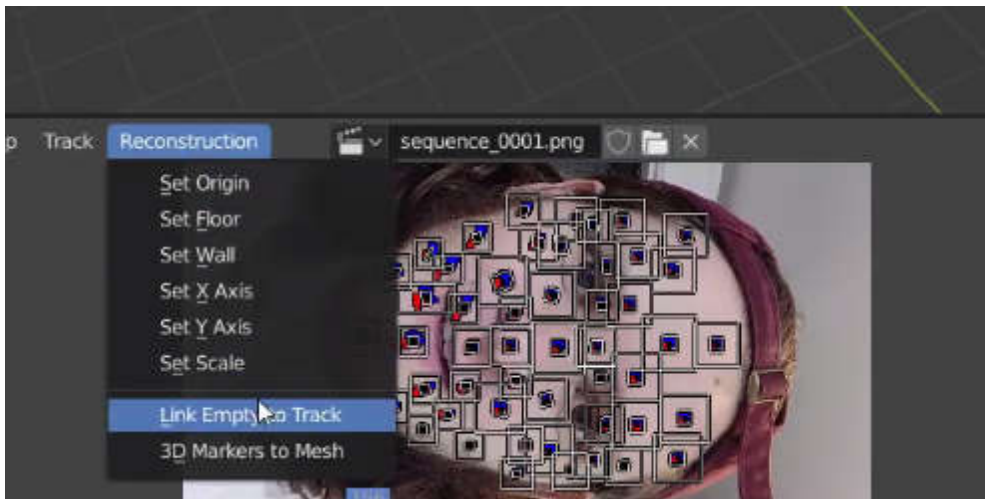 Track Reconstruction sequence_0001.png
Set Origin
Set Floor
Set Wall
Set X Axis
Set Y Axis
Set Scale
Link Empty to Track
3D Markers to Mesh